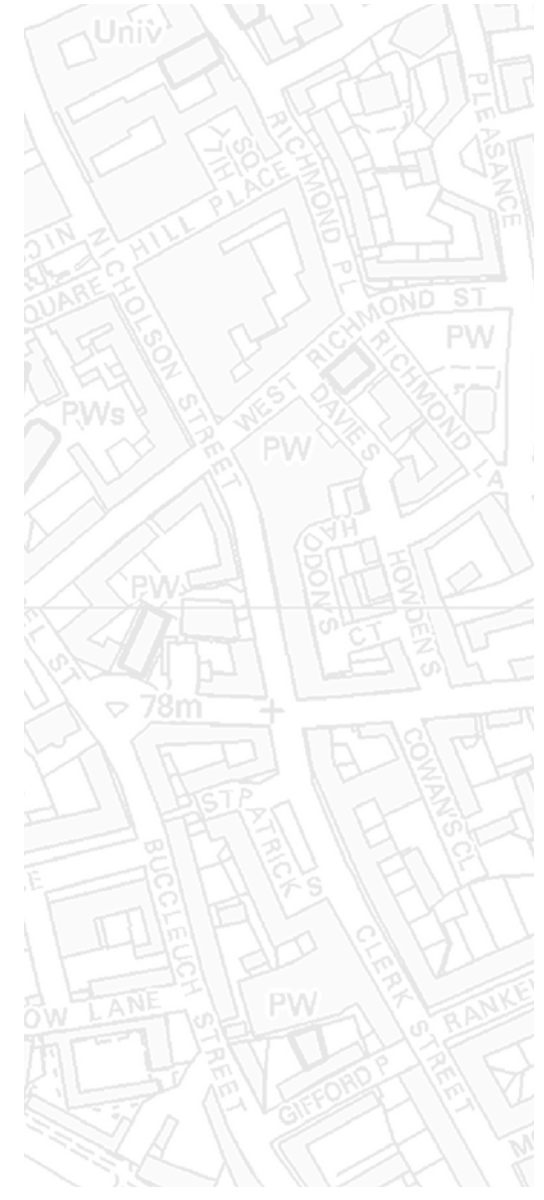 Univ
PLEASANCE
RICHMOND PL
HILL SQ
HILL PLACE
NICHOLSON STREET
SQUARE
RICHMOND ST
PW
WEST RICHMOND
RICHMOND LA
DAVIE S
PWs
PW
HADDON'S CT
HOWDEN'S
PW
EL ST
78m
COWAN'S CL
ST PATRICK S
BUCCLEUCH STREET
CLERK STREET
OW LANE
PW
RANKEI
GIFFORD P